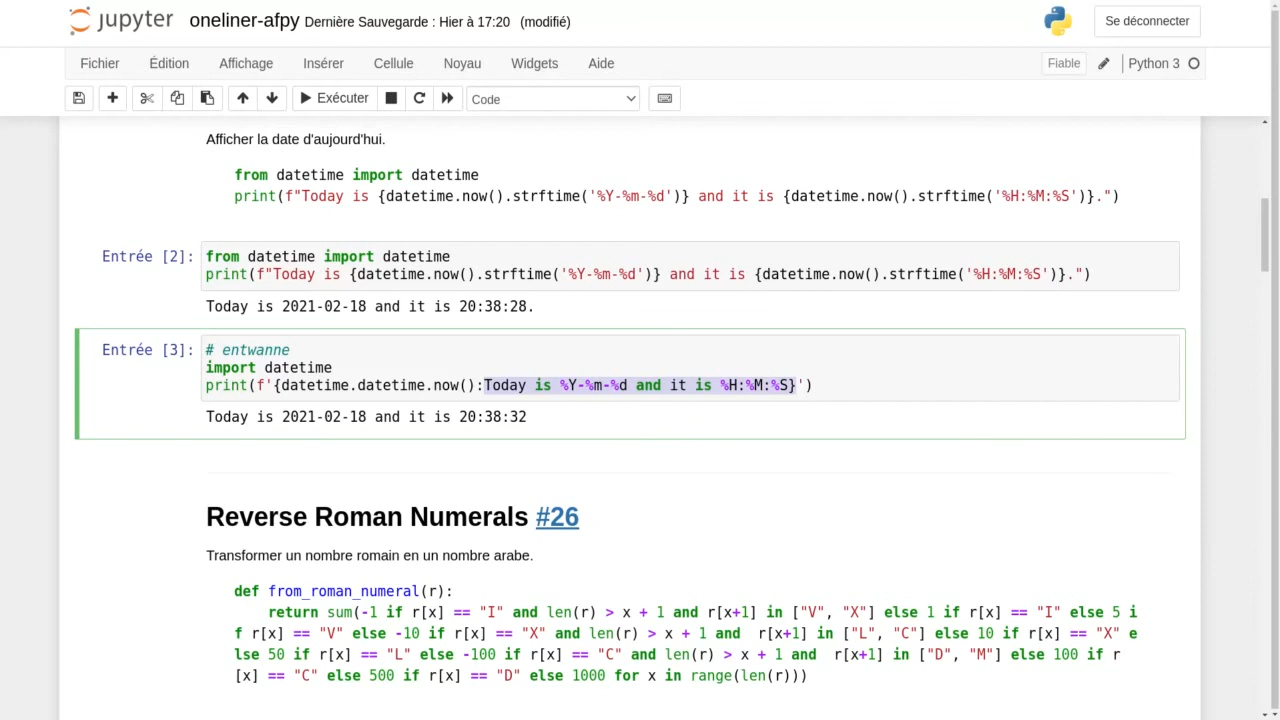 jupyter oneliner-afpy Dernière Sauvegarde : Hier à 17:20 (modifié) Se déconnecter
Fichier Édition Affichage Insérer Cellule Noyau Widgets Aide Fiable Python 3
Exécuter Code
Afficher la date d'aujourd'hui.
from datetime import datetime
print(f"Today is {datetime.now().strftime('%Y-%m-%d')} and it is {datetime.now().strftime('%H:%M:%S')}.")
Entrée [2]: from datetime import datetime
print(f"Today is {datetime.now().strftime('%Y-%m-%d')} and it is {datetime.now().strftime('%H:%M:%S')}.")
Today is 2021-02-18 and it is 20:38:28.
Entrée [3]: # entwanne
import datetime
print(f'{datetime.datetime.now():Today is %Y-%m-%d and it is %H:%M:%S}')
Today is 2021-02-18 and it is 20:38:32
Reverse Roman Numerals #26
Transformer un nombre romain en un nombre arabe.
def from_roman_numeral(r):
return sum(-1 if r[x] == "I" and len(r) > x + 1 and r[x+1] in ["V", "X"] else 1 if r[x] == "I" else 5 i
f r[x] == "V" else -10 if r[x] == "X" and len(r) > x + 1 and  r[x+1] in ["L", "C"] else 10 if r[x] == "X" e
lse 50 if r[x] == "L" else -100 if r[x] == "C" and len(r) > x + 1 and  r[x+1] in ["D", "M"] else 100 if r
[x] == "C" else 500 if r[x] == "D" else 1000 for x in range(len(r)))